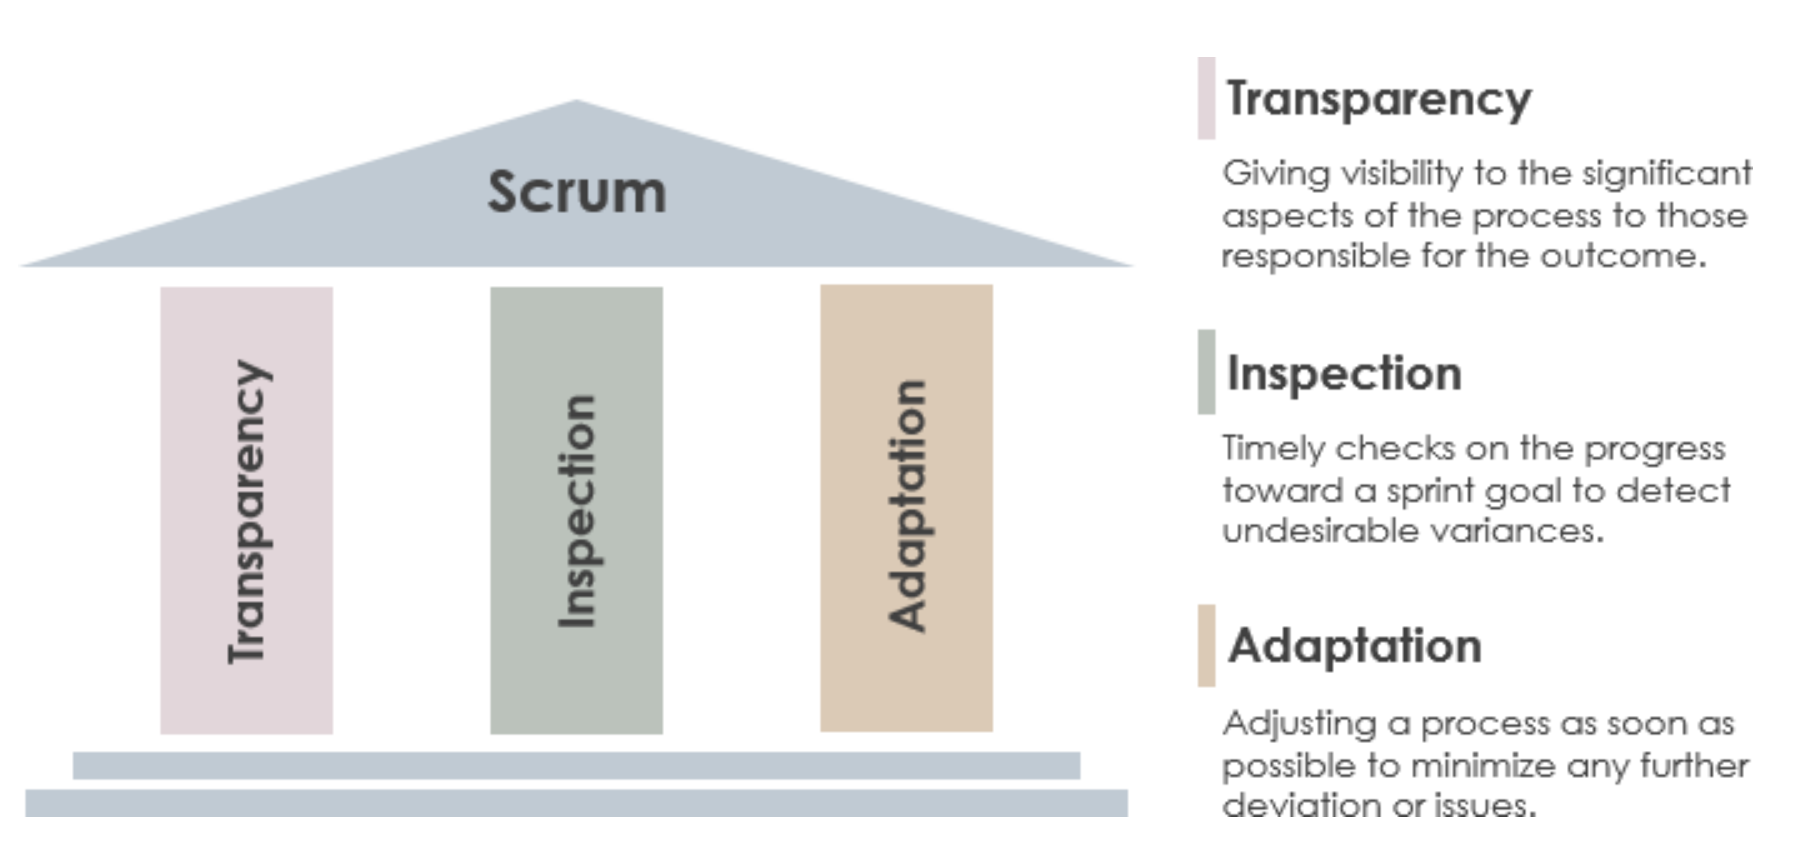 Scrum
Transparency
Inspection
Adaptation
Transparency
Giving visibility to the significant
aspects of the process to those
responsible for the outcome.
Inspection
Timely checks on the progress
toward a sprint goal to detect
undesirable variances.
Adaptation
Adjusting a process as soon as
possible to minimize any further
deviation or issues.